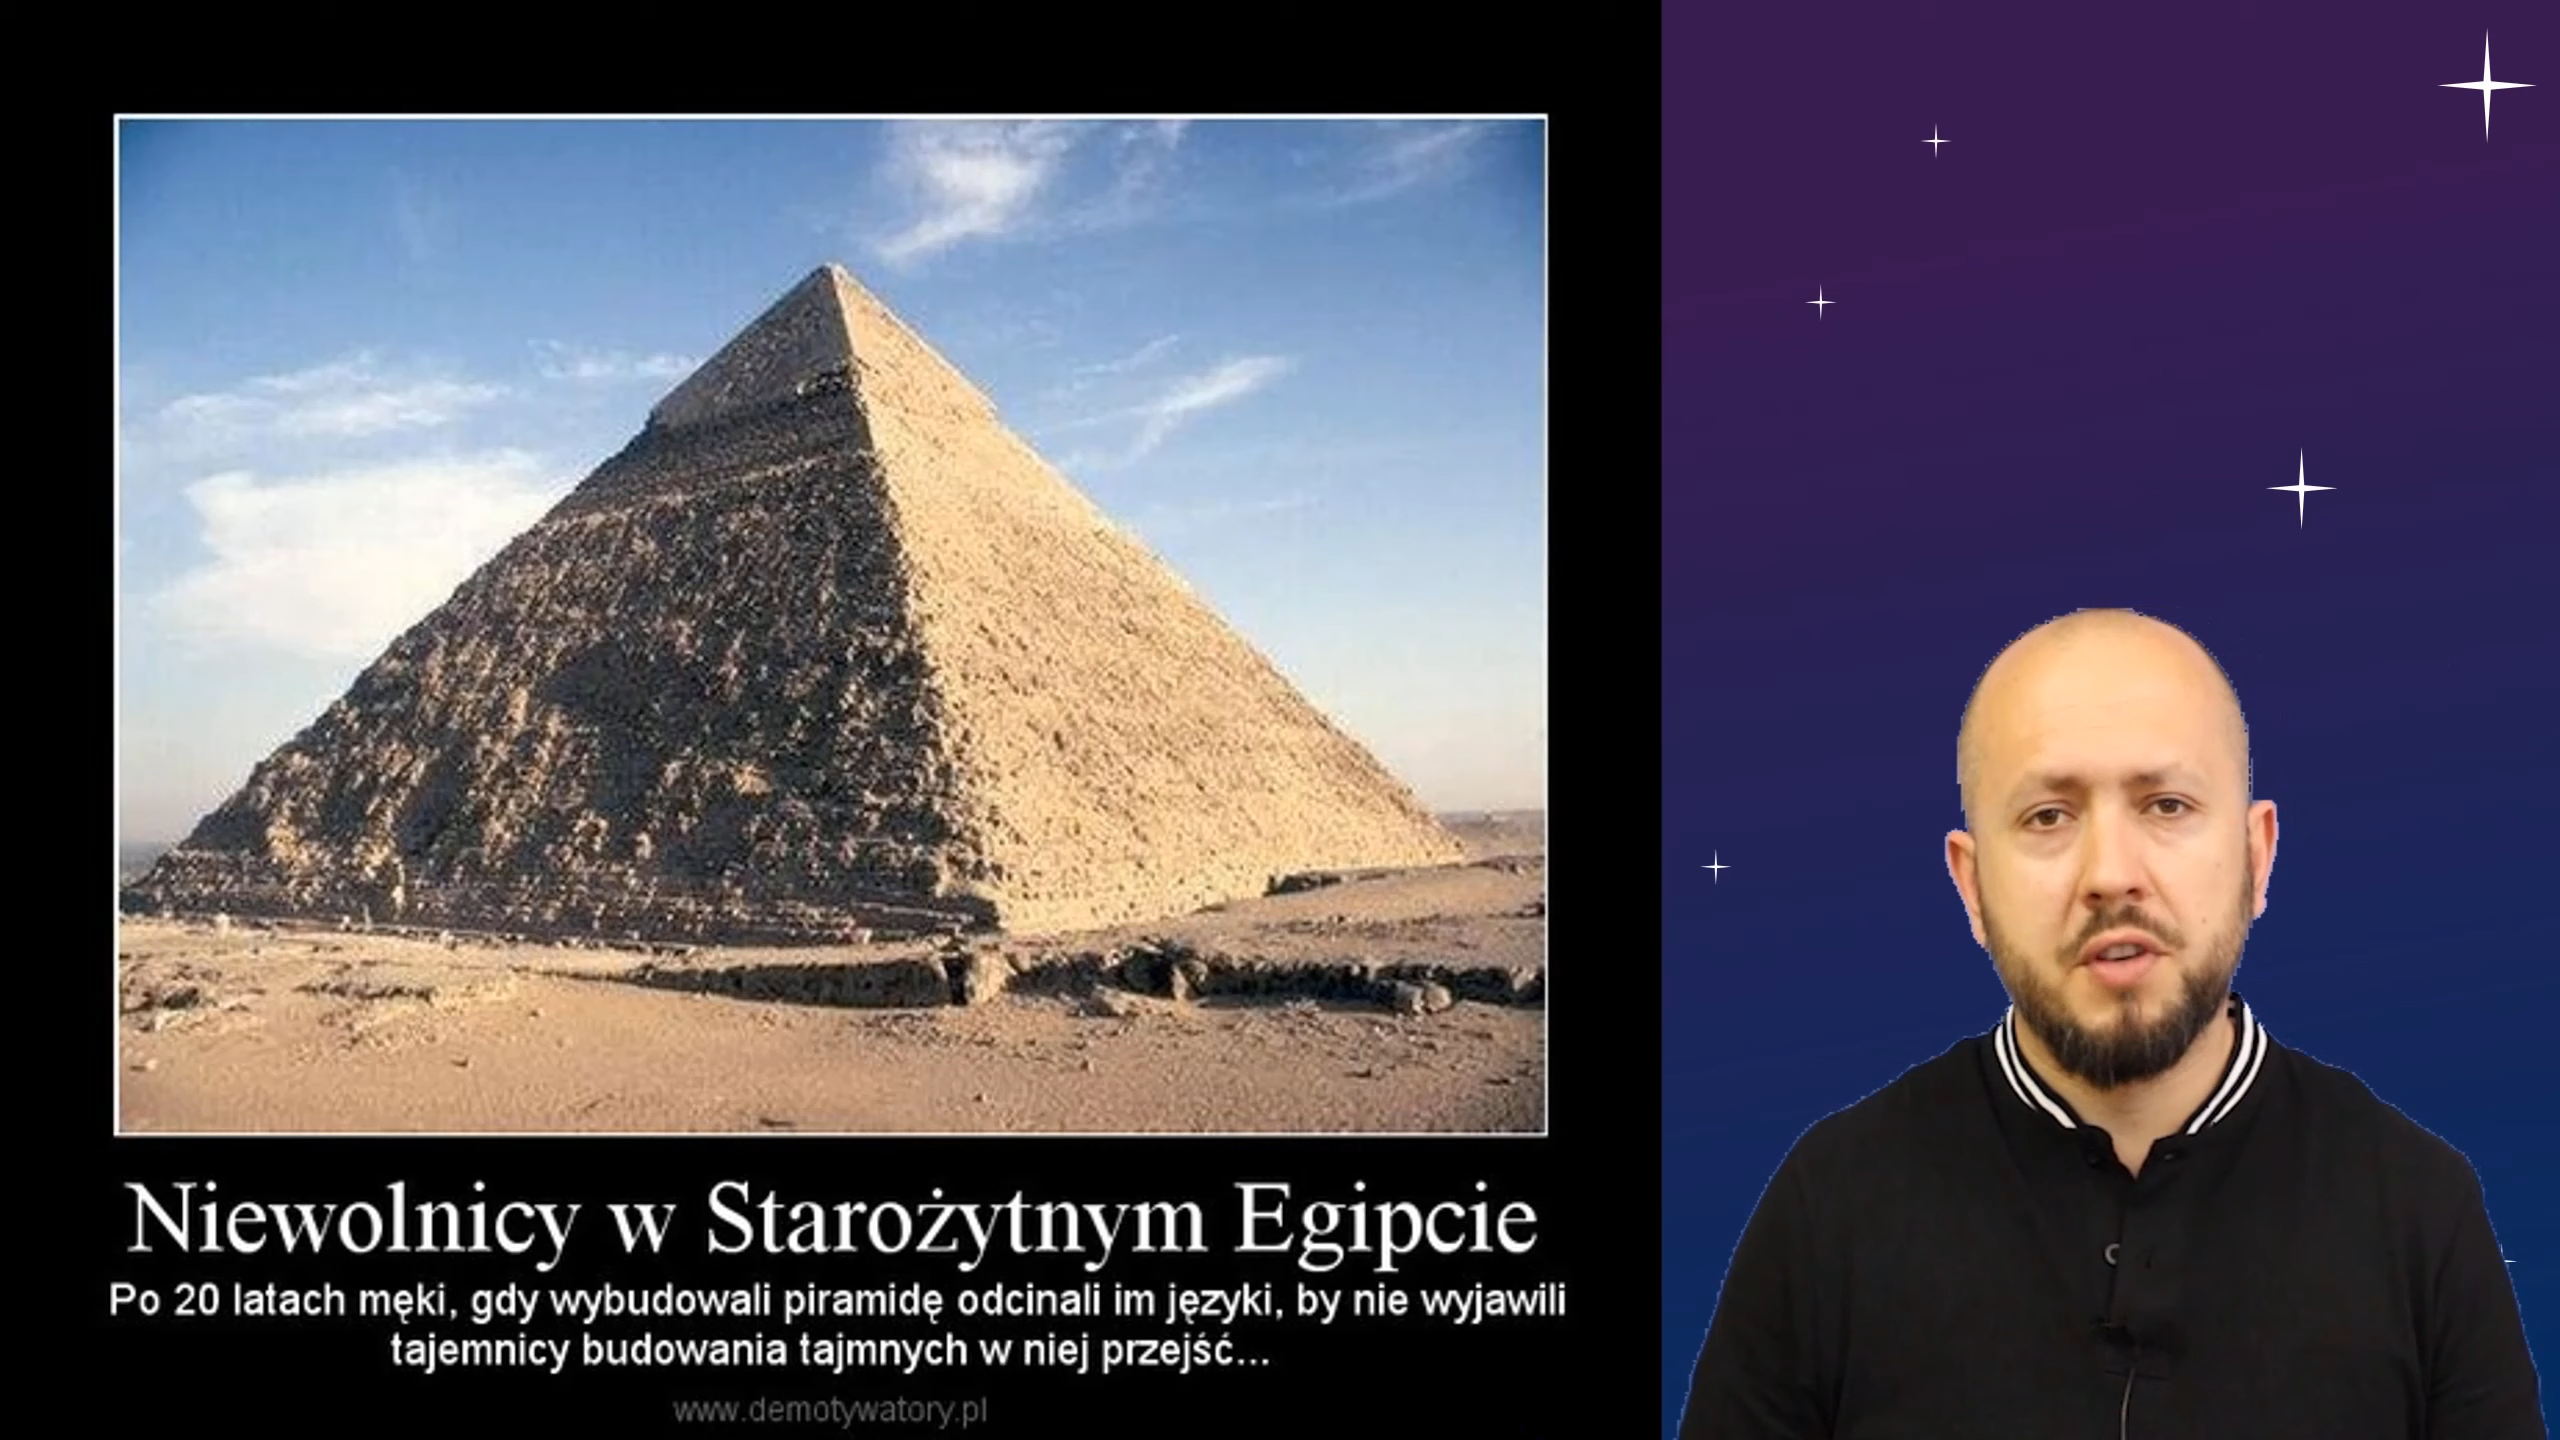 Niewolnicy w Starożytnym Egipcie
Po 20 latach męki, gdy wybudowali piramidę odcinali im języki, by nie wyjawili
tajemnicy budowania tajmnych w niej przejść...
www.demotywatory.pl